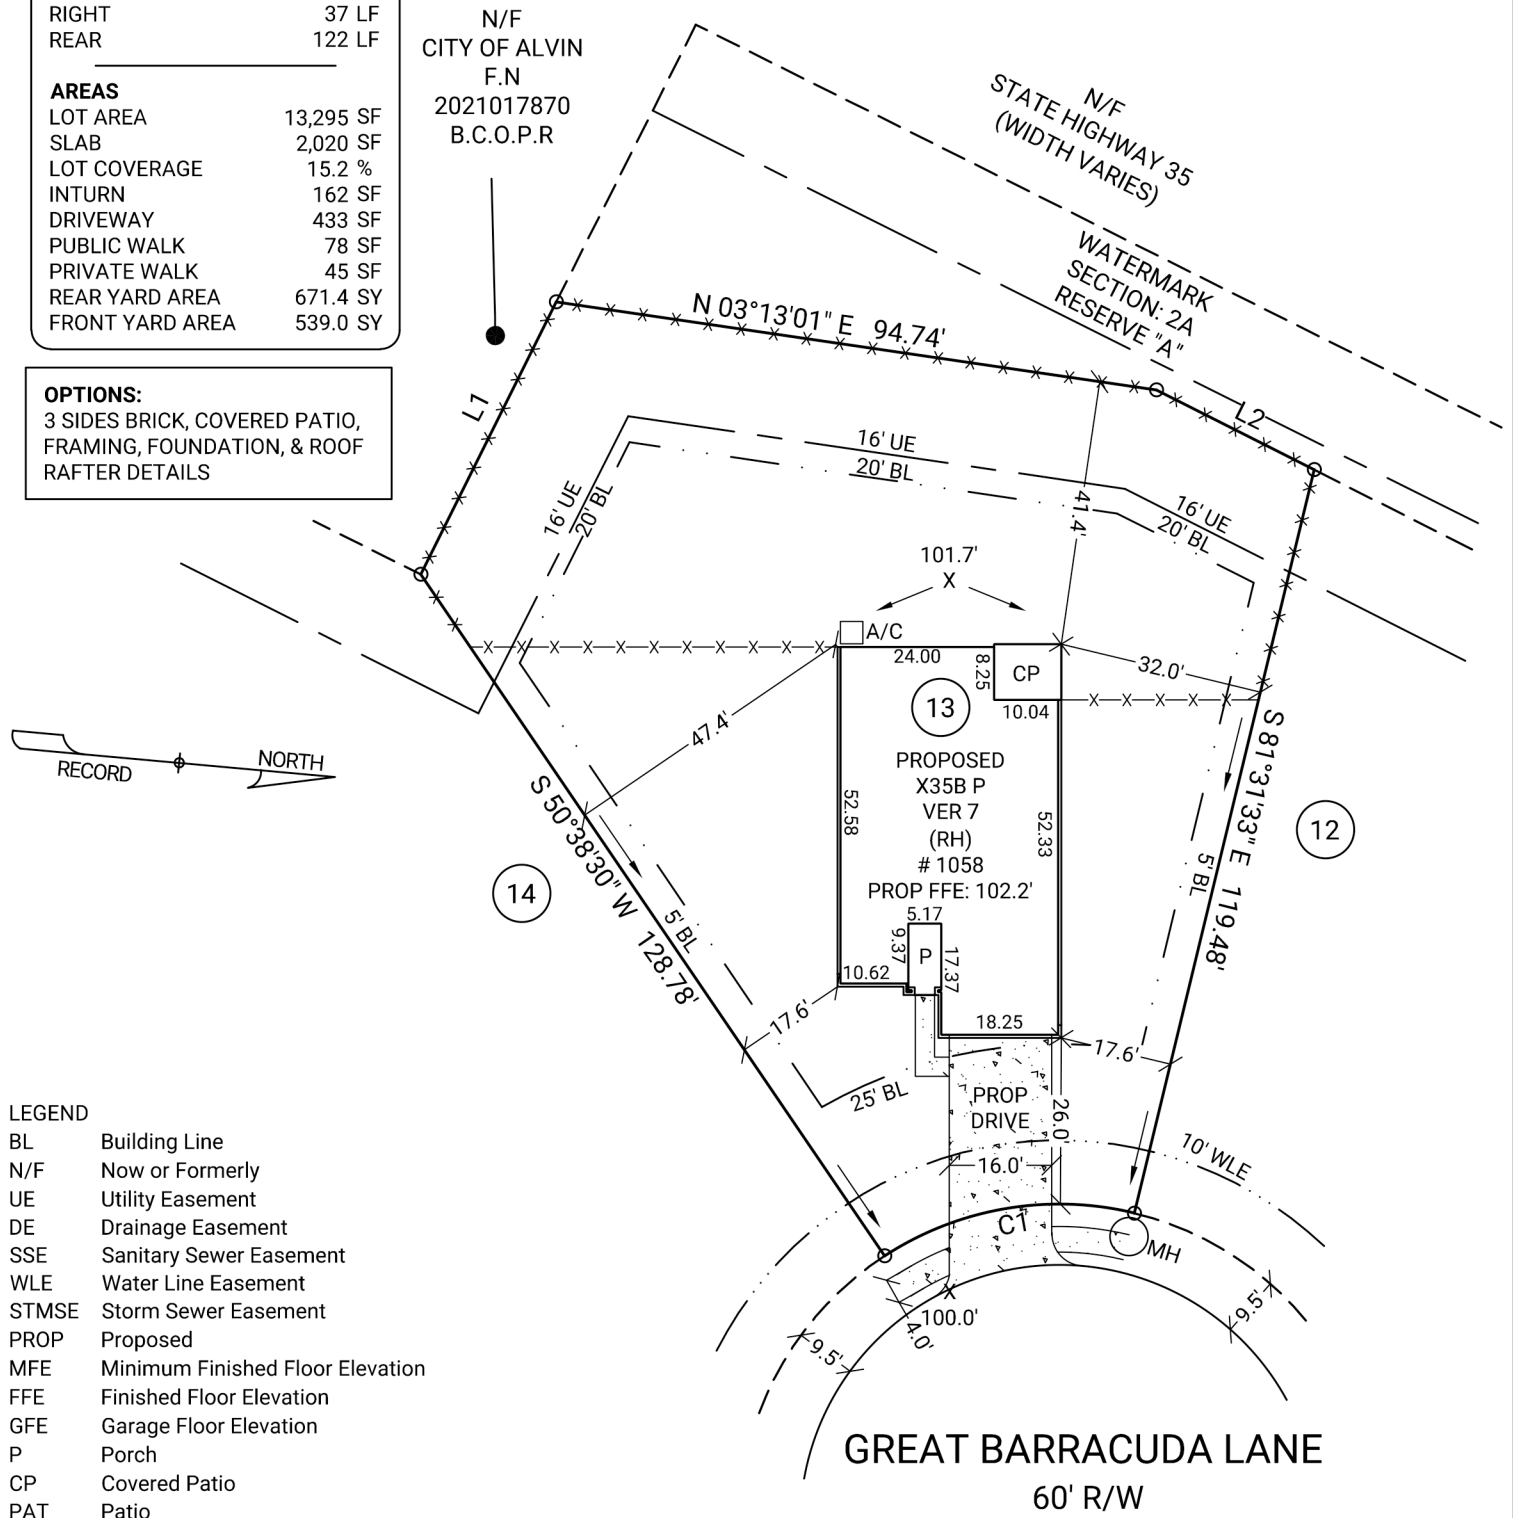 RIGHT 37 LF
REAR 122 LF
AREAS
LOT AREA 13,295 SF
SLAB 2,020 SF
LOT COVERAGE 15.2 %
INTURN 162 SF
DRIVEWAY 433 SF
PUBLIC WALK 78 SF
PRIVATE WALK 45 SF
REAR YARD AREA 671.4 SY
FRONT YARD AREA 539.0 SY
OPTIONS:
3 SIDES BRICK, COVERED PATIO,
FRAMING, FOUNDATION, & ROOF
RAFTER DETAILS
N/F
CITY OF ALVIN
F.N
2021017870
B.C.O.P.R
N/F
STATE HIGHWAY 35
(WIDTH VARIES)
WATERMARK
SECTION: 2A
RESERVE "A"
N 03°13'01" E 94.74'
L1
L2
16' UE
20' BL
16' UE
20' BL
16' UE
20' BL
41.4'
101.7'
X
A/C
24.00
8.25
CP
10.04
32.0'
13
47.4'
RECORD
NORTH
PROPOSED
X35B P
VER 7
(RH)
# 1058
PROP FFE: 102.2'
52.58
52.33
S 50°38'30" W 128.78'
S 81°31'33" E 119.48'
12
14
5' BL
5' BL
5.17
9.37
P
17.37
10.62
18.25
17.6'
17.6'
25' BL
PROP
DRIVE
26.0'
16.0'
10' WLE
C1
MH
X
100.0'
4.0'
9.5'
9.5'
GREAT BARRACUDA LANE
60' R/W
LEGEND
BL Building Line
N/F Now or Formerly
UE Utility Easement
DE Drainage Easement
SSE Sanitary Sewer Easement
WLE Water Line Easement
STMSE Storm Sewer Easement
PROP Proposed
MFE Minimum Finished Floor Elevation
FFE Finished Floor Elevation
GFE Garage Floor Elevation
P Porch
CP Covered Patio
PAT Patio